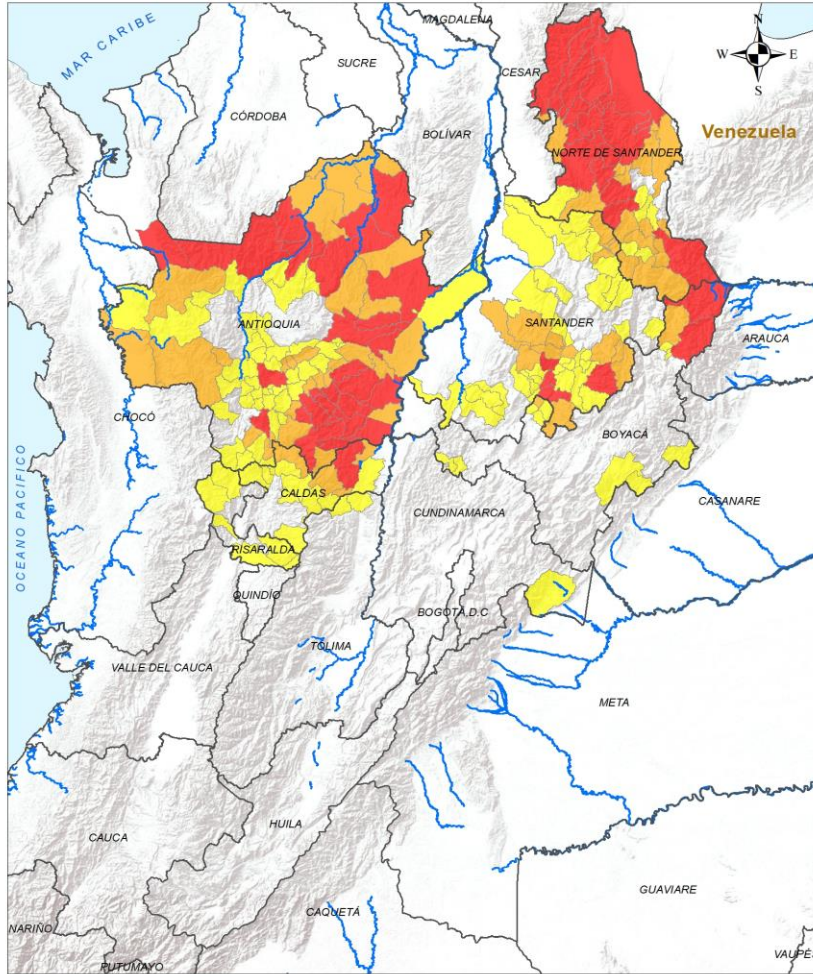 MAGDALENA
N
MAR CARIBE
SUCRE
CESAR
W
E
S
CÓRDOBA
BOLÍVAR
Venezuela
NORTE DE SANTANDER
ANTIOQUIA
SANTANDER
ARAUCA
CHOCÓ
BOYACÁ
OCEANO PACIFICO
CALDAS
CASANARE
CUNDINAMARCA
RISARALDA
QUINDÍO
BOGOTÁ,D.C
TOLIMA
VALLE DEL CAUCA
META
HUILA
CAUCA
GUAVIARE
CAQUETÁ
NARIÑO
PUTUMAYO
VAUPÉS